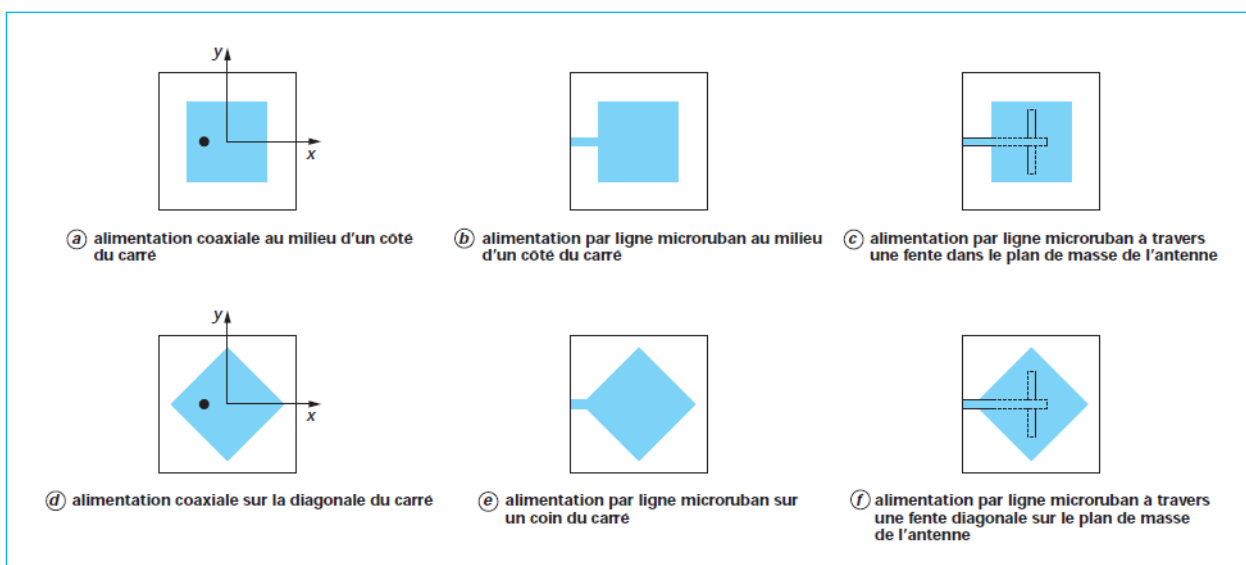 y
x
ⓐ alimentation coaxiale au milieu d'un côté
du carré
ⓑ alimentation par ligne microruban au milieu
d'un côté du carré
ⓒ alimentation par ligne microruban à travers
une fente dans le plan de masse de l'antenne
y
x
ⓓ alimentation coaxiale sur la diagonale du carré
ⓔ alimentation par ligne microruban sur
un coin du carré
ⓕ alimentation par ligne microruban à travers
une fente diagonale sur le plan de masse
de l'antenne